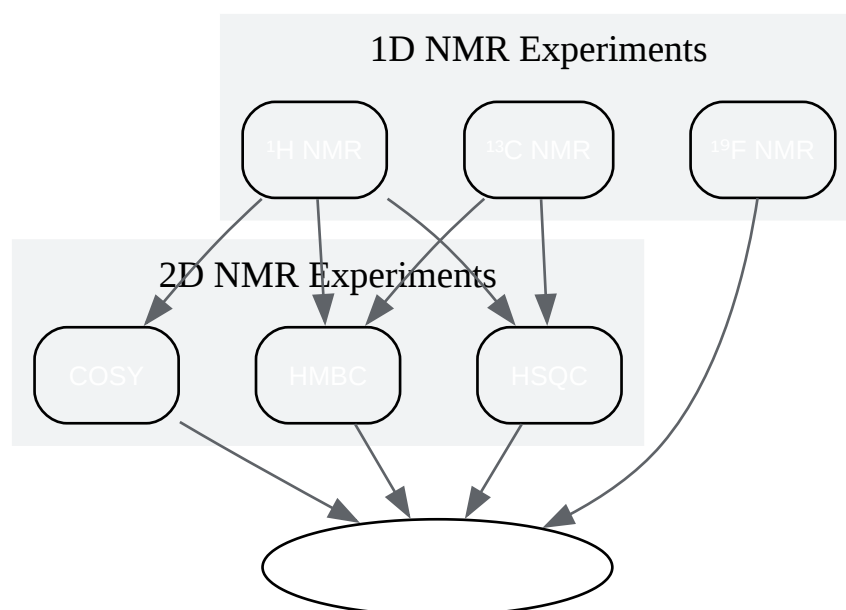 1D NMR Experiments
¹H NMR
¹³C NMR
¹⁹F NMR
2D NMR Experiments
COSY
HMBC
HSQC